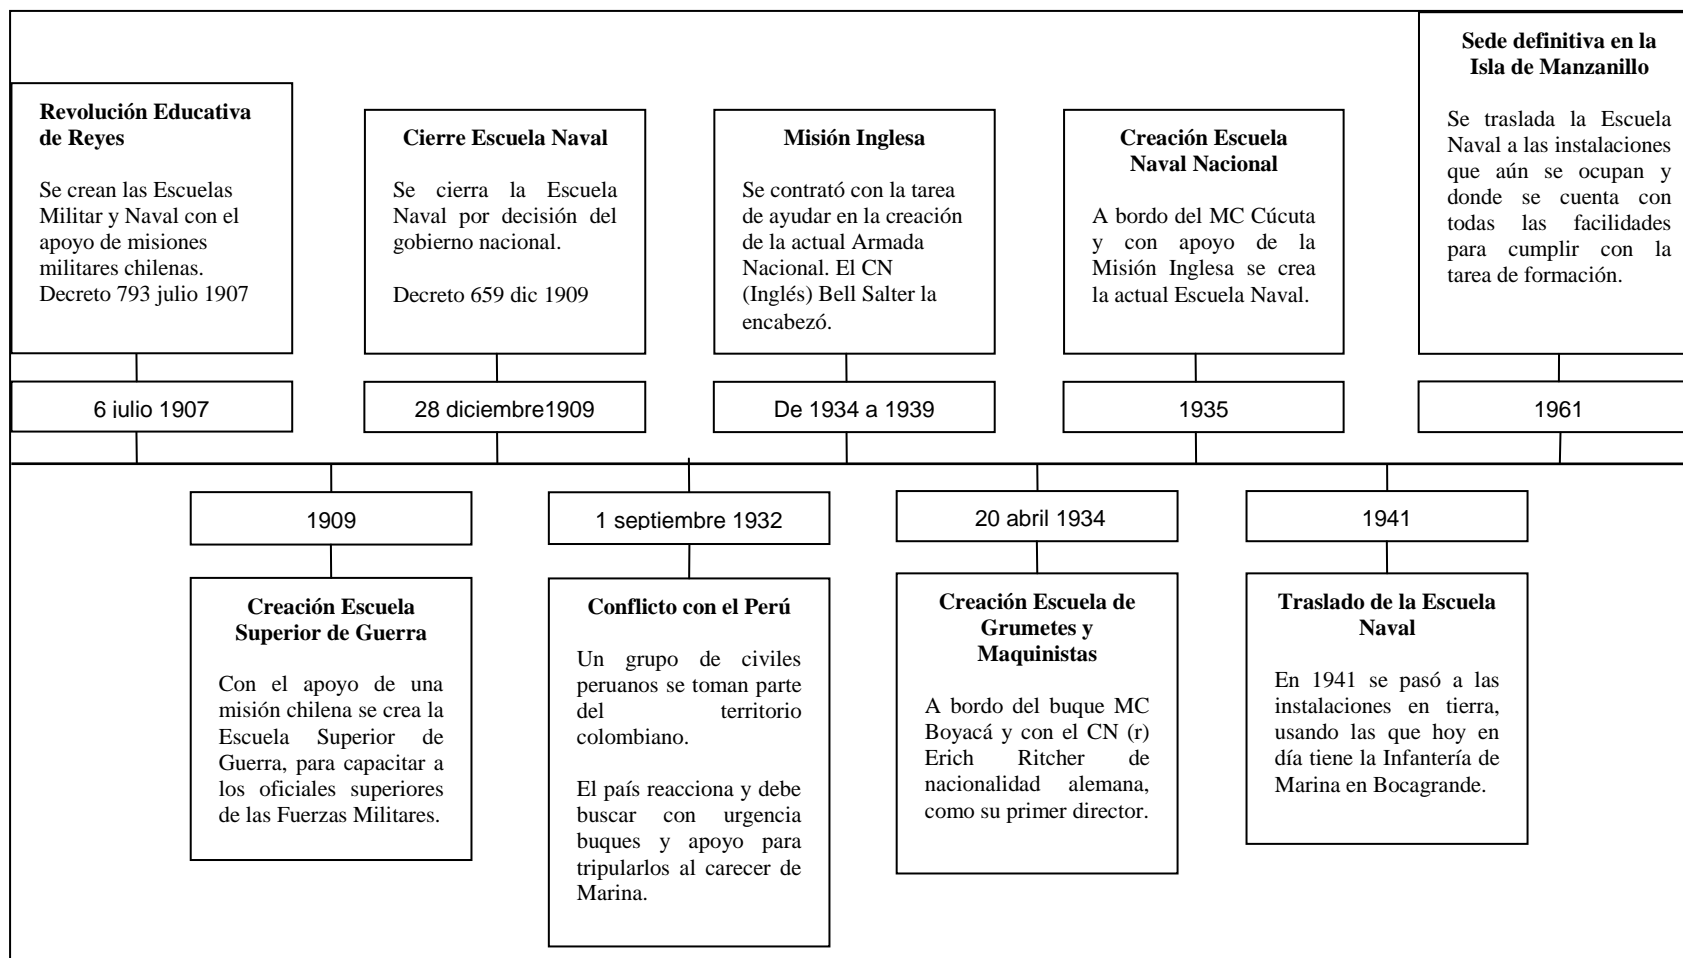 Revolución Educativa
de Reyes
Se crean las Escuelas
Militar y Naval con el
apoyo de misiones
militares chilenas.
Decreto 793 julio 1907
6 julio 1907
Cierre Escuela Naval
Se cierra la Escuela
Naval por decisión del
gobierno nacional.
Decreto 659 dic 1909
28 diciembre1909
Misión Inglesa
Se contrató con la tarea
de ayudar en la creación
de la actual Armada
Nacional. El CN
(Inglés) Bell Salter la
encabezó.
De 1934 a 1939
Creación Escuela
Naval Nacional
A bordo del MC Cúcuta
y con apoyo de la
Misión Inglesa se crea
la actual Escuela Naval.
1935
Sede definitiva en la
Isla de Manzanillo
Se traslada la Escuela
Naval a las instalaciones
que aún se ocupan y
donde se cuenta con
todas las facilidades
para cumplir con la
tarea de formación.
1961
1909
Creación Escuela
Superior de Guerra
Con el apoyo de una
misión chilena se crea la
Escuela Superior de
Guerra, para capacitar a
los oficiales superiores
de las Fuerzas Militares.
1 septiembre 1932
Conflicto con el Perú
Un grupo de civiles
peruanos se toman parte
del territorio
colombiano.
El país reacciona y debe
buscar con urgencia
buques y apoyo para
tripularlos al carecer de
Marina.
20 abril 1934
Creación Escuela de
Grumetes y
Maquinistas
A bordo del buque MC
Boyacá y con el CN (r)
Erich Ritcher de
nacionalidad alemana,
como su primer director.
1941
Traslado de la Escuela
Naval
En 1941 se pasó a las
instalaciones en tierra,
usando las que hoy en
día tiene la Infantería de
Marina en Bocagrande.